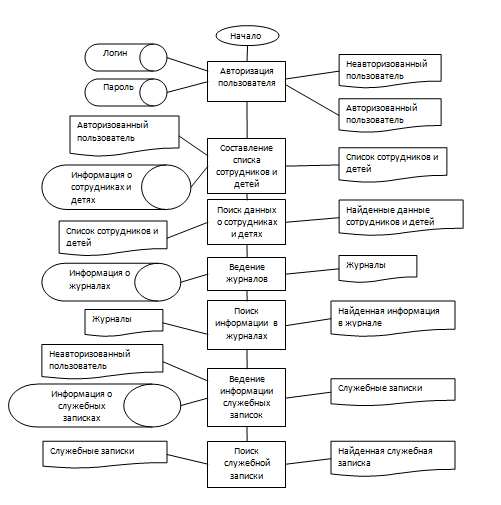 Начало
Логин
Пароль
Авторизация
пользователя
Неавторизованный
пользователь
Авторизованный
пользователь
Авторизованный
пользователь
Информация о
сотрудниках и
детях
Составление
списка
сотрудников и
детей
Список сотрудников и
детей
Список сотрудников и
детей
Поиск данных
о сотрудниках
и детях
Найденные данные
сотрудников и детей
Информация о
журналах
Ведение
журналов
Журналы
Журналы
Поиск
информации в
журналах
Найденная информация
в журнале
Неавторизованный
пользователь
Информация о
служебных
записках
Ведение
информации
служебных
записок
Служебные записки
Служебные записки
Поиск
служебной
записки
Найденная служебная
записка